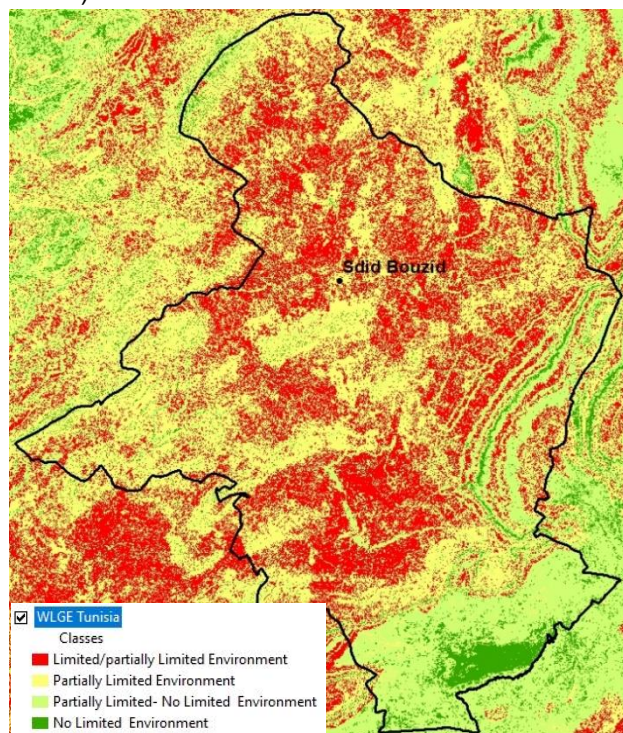 Sdid Bouzid
WLGE Tunisia
Classes
Limited/partially Limited Environment
Partially Limited Environment
Partially Limited- No Limited Environment
No Limited Environment